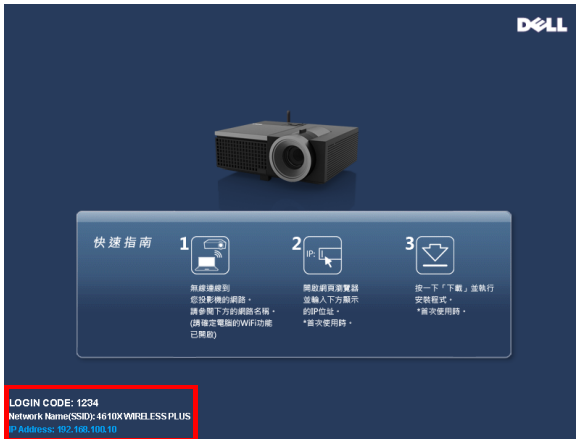 DELL
快速指南
1
無線連線到
您投影機的網路。
請參閱下方的網路名稱。
(請確定電腦的WiFi功能
已開啟)
2
IP:
開啟網頁瀏覽器
並輸入下方顯示
的IP位址。
*首次使用時。
3
按一下「下載」並執行
安裝程式。
*首次使用時。
LOGIN CODE: 1234
Network Name(SSID): 4610X WIRELESS PLUS
IP Address: 192.168.100.10